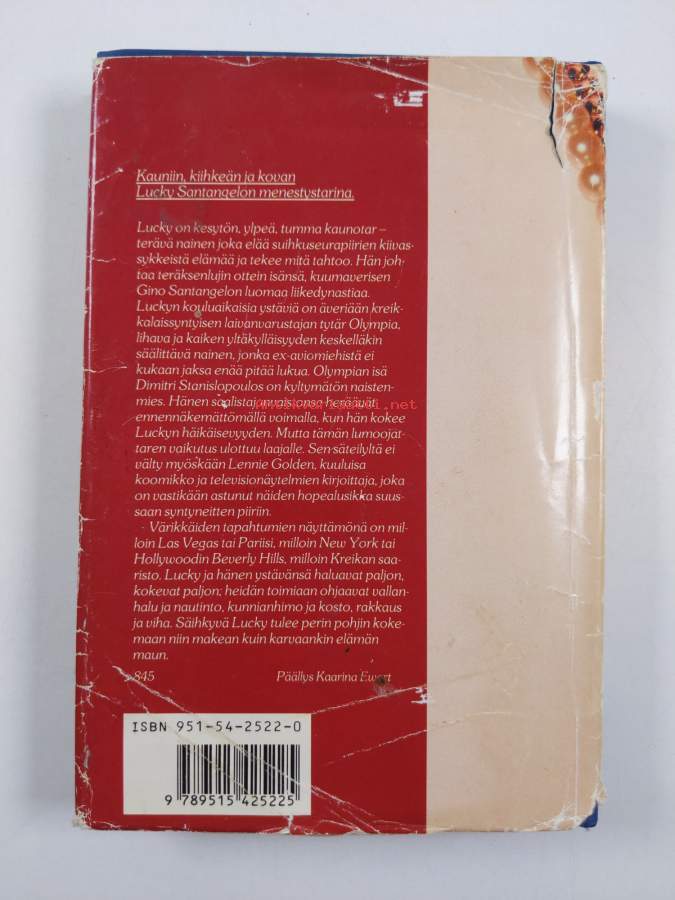 Kauniin, kiihkeän ja kovan
Lucky Santangelon menestystarina.
Lucky on kesytön, ylpeä, tumma kaunotar –
terävä nainen joka elää suihkuseurapiirien kiivas-
sykkeistä elämää ja tekee mitä tahtoo. Hän joh-
taa teräksenlujin ottein isänsä, kuumaverisen
Gino Santangelon luomaa liikedynastiaa.
Luckyn kouluaikaisia ystäviä on äveriään kreik-
kalaissyntyisen laivanvarustajan tytär Olympia,
lihava ja kaiken yltäkylläisyyden keskelläkin
säälittävä nainen, jonka ex-aviomiehistä ei
kukaan jaksa enää pitää lukua. Olympian isä
Dimitri Stanislopoulos on kyltymätön naisten-
mies. Hänen saalistajanvaistonsa heräävät
ennennäkemättömällä voimalla, kun hän kokee
Luckyn häikäisevyyden. Mutta tämän lumoojat-
taren vaikutus ulottuu laajalle. Sen säteilyltä ei
välty myöskään Lennie Golden, kuuluisa
koomikko ja televisionäytelmien kirjoittaja, joka
on vastikään astunut näiden hopealusikka suus-
saan syntyneitten piiriin.
Värikkäiden tapahtumien näyttämönä on mil-
loin Las Vegas tai Pariisi, milloin New York tai
Hollywoodin Beverly Hills, milloin Kreikan saa-
risto. Lucky ja hänen ystävänsä haluavat paljon,
kokevat paljon; heidän toimiaan ohjaavat vallan-
halu ja nautinto, kunnianhimo ja kosto, rakkaus
ja viha. Säihkyvä Lucky tulee perin pohjin koke-
maan niin makean kuin karvaankin elämän
maun.
845 Päällys Kaarina Ewart
ISBN 951-54-2522-0
9 789515 425225